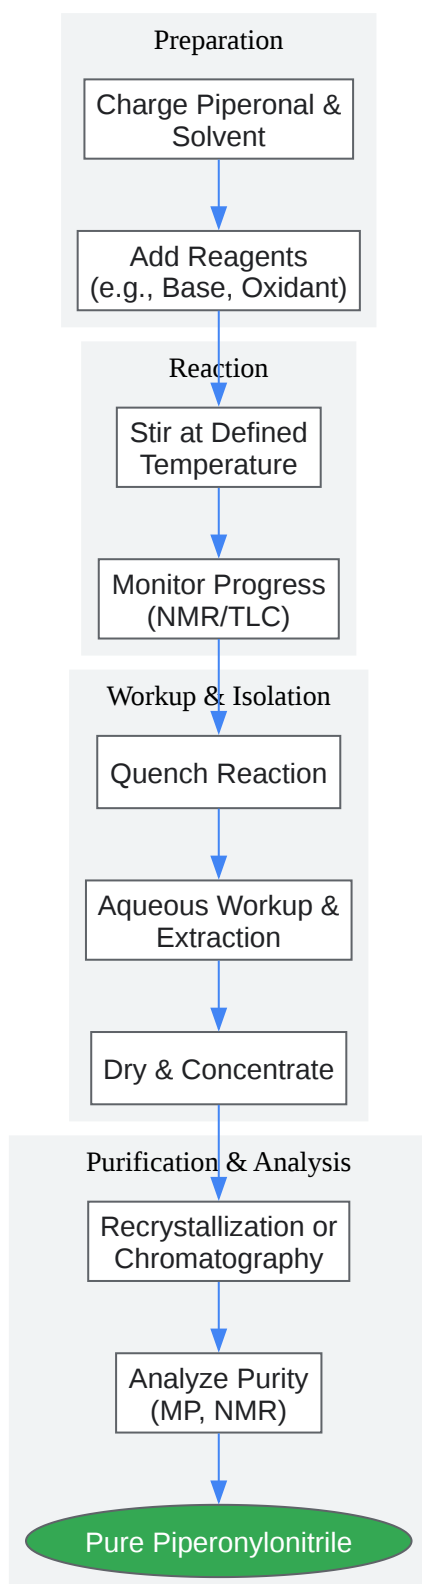 Preparation
Charge Piperonal &
Solvent
Add Reagents
(e.g., Base, Oxidant)
Reaction
Stir at Defined
Temperature
Monitor Progress
(NMR/TLC)
Workup & Isolation
Quench Reaction
Aqueous Workup &
Extraction
Dry & Concentrate
Purification & Analysis
Recrystallization or
Chromatography
Analyze Purity
(MP, NMR)
Pure Piperonylonitrile